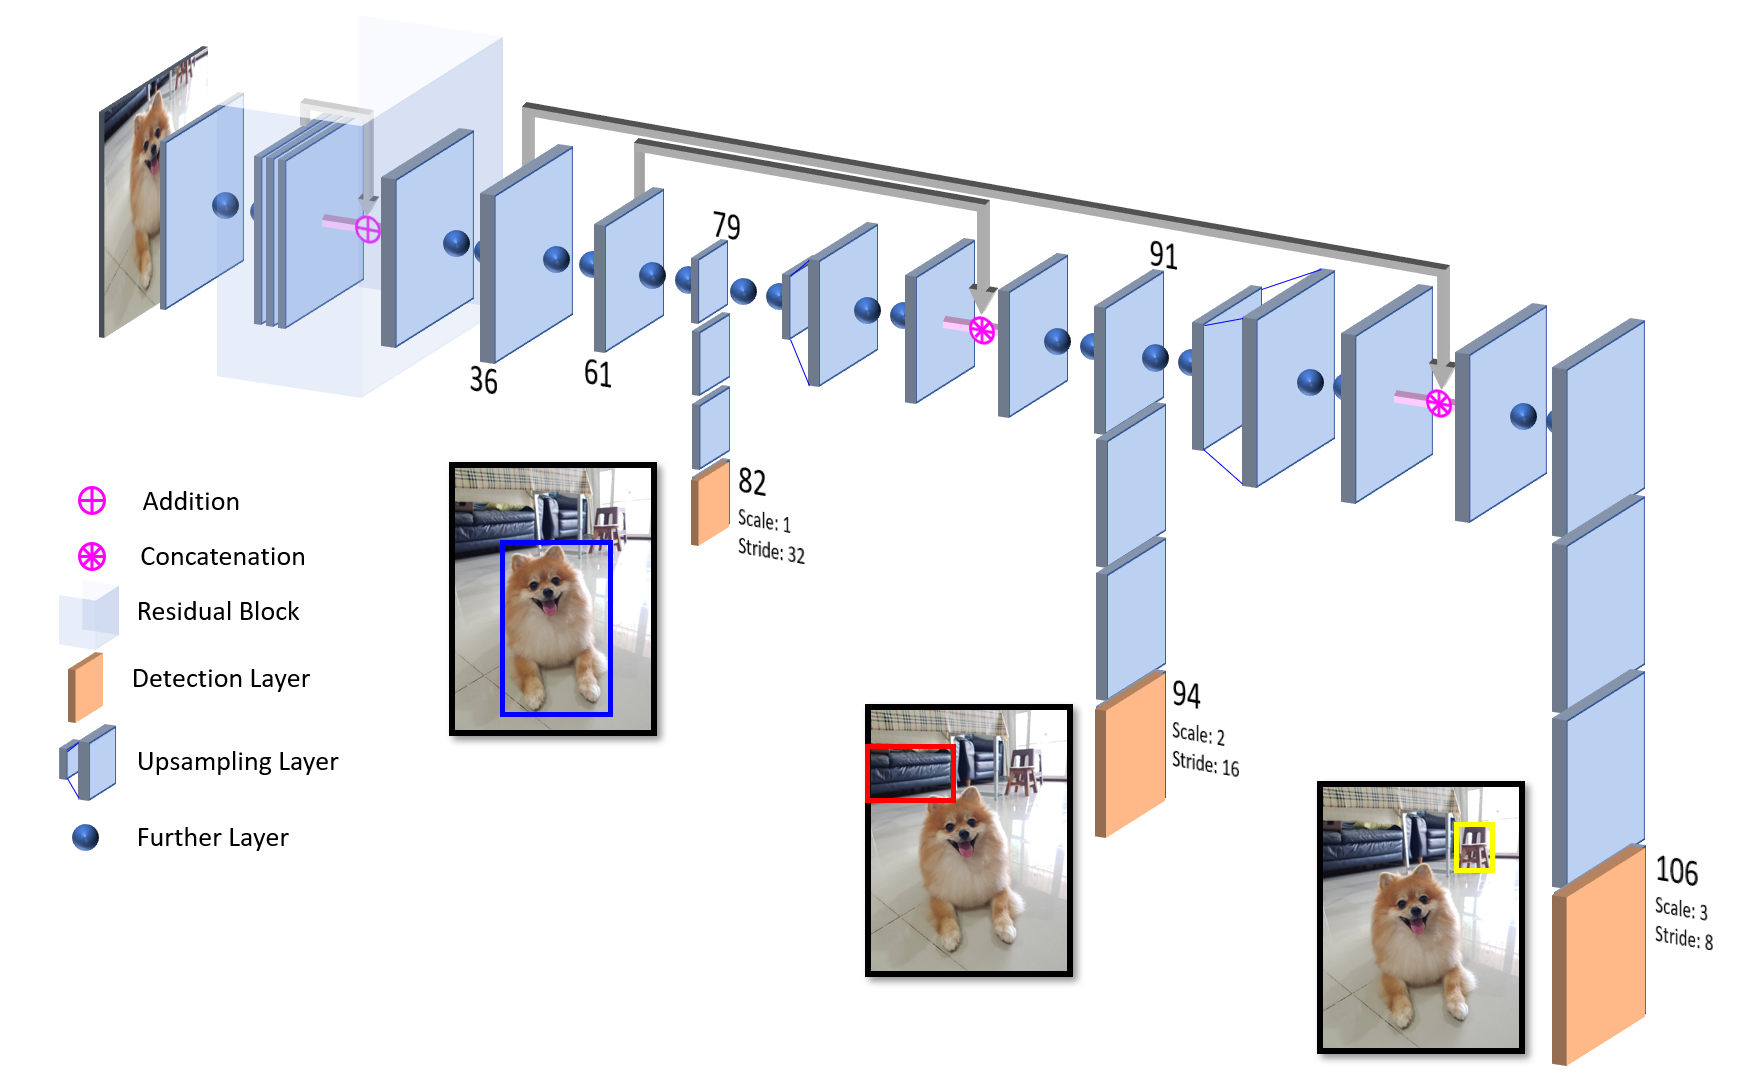 79
91
36
61
82
Scale: 1
Stride: 32
Addition
Concatenation
Residual Block
Detection Layer
Upsampling Layer
Further Layer
94
Scale: 2
Stride: 16
106
Scale: 3
Stride: 8